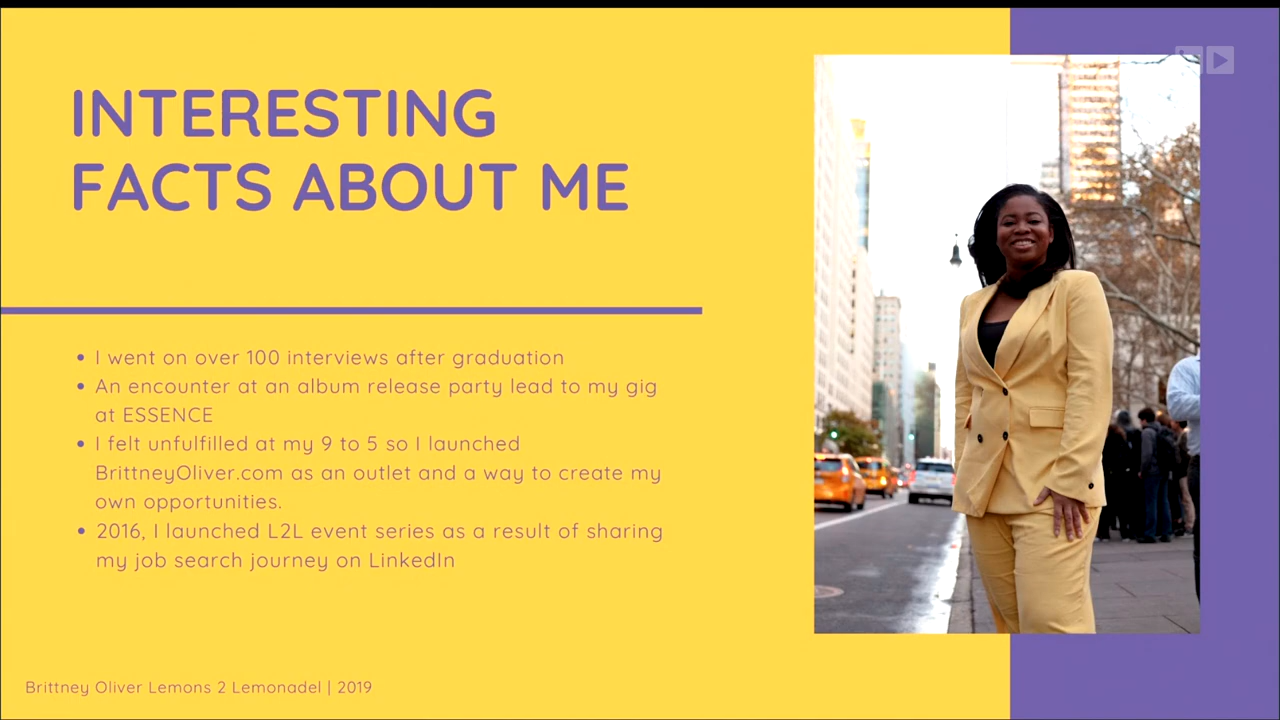 INTERESTING
FACTS ABOUT ME
• I went on over 100 interviews after graduation
• An encounter at an album release party lead to my gig
at ESSENCE
• I felt unfulfilled at my 9 to 5 so I launched
BrittneyOliver.com as an outlet and a way to create my
own opportunities.
• 2016, I launched L2L event series as a result of sharing
my job search journey on LinkedIn
Brittney Oliver Lemons 2 Lemonadel | 2019